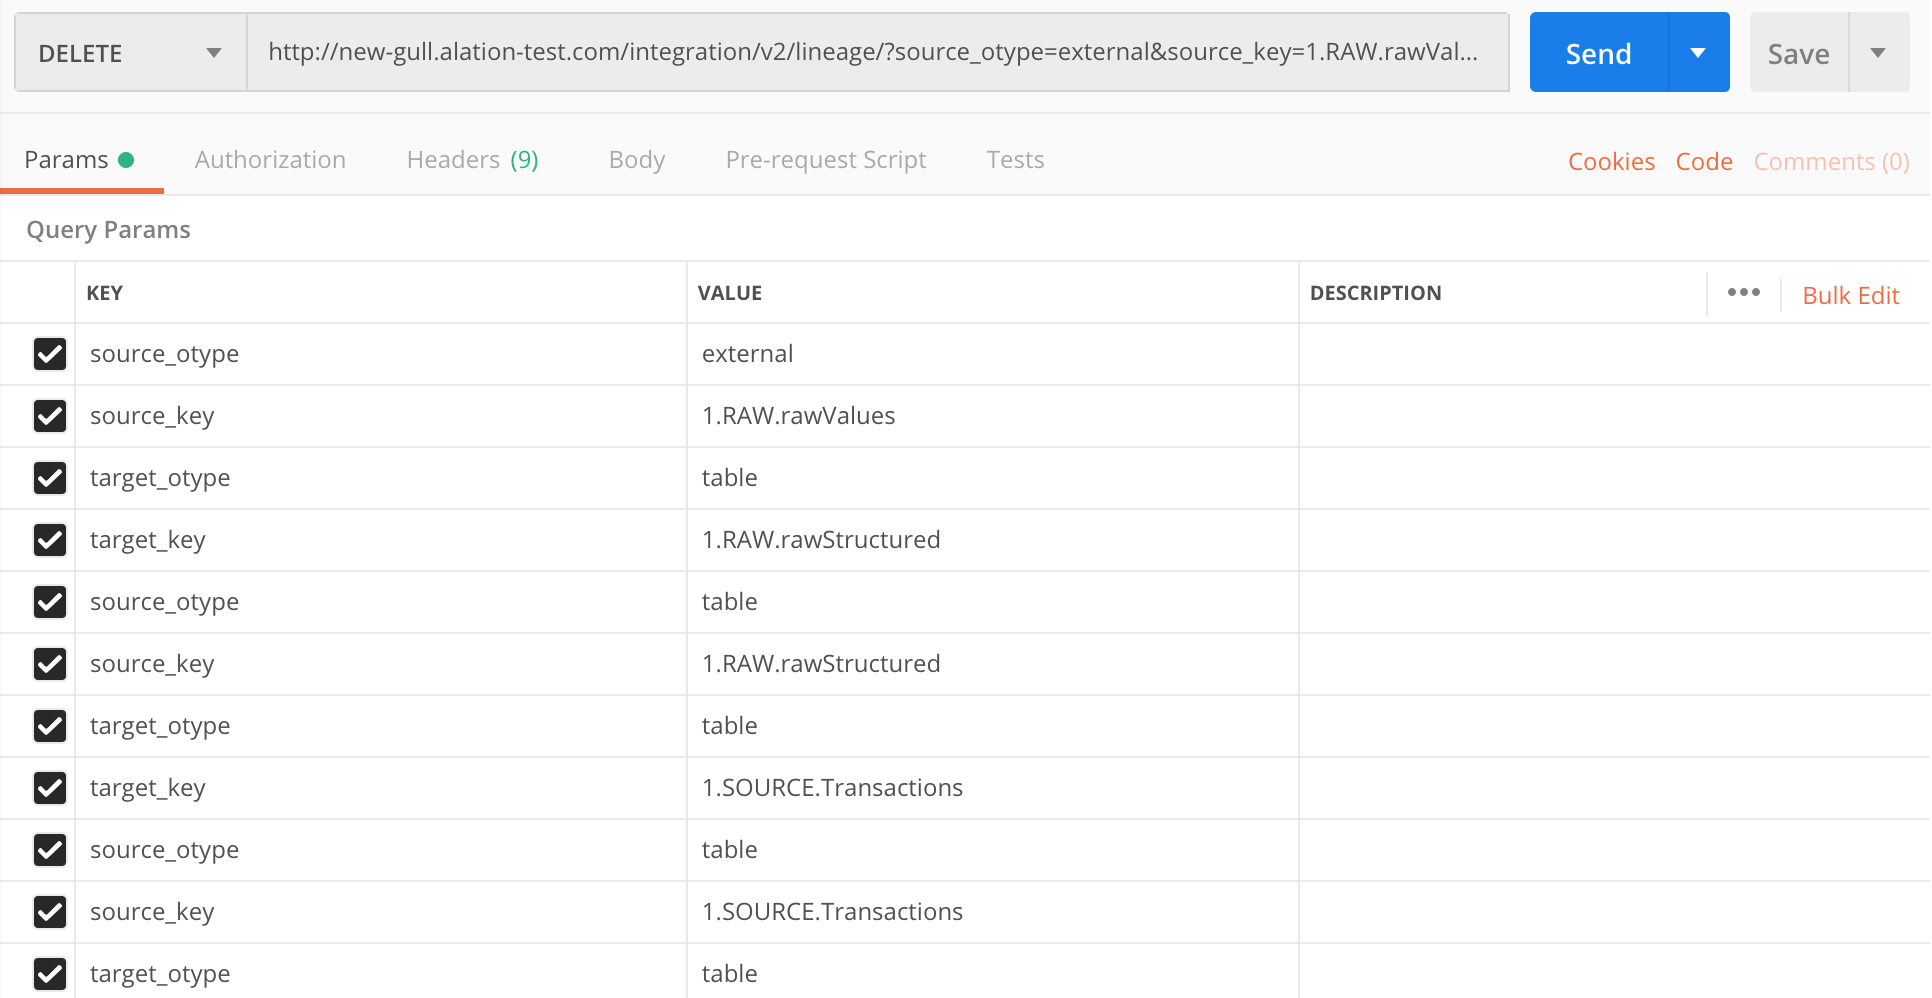 DELETE http://new-gull.alation-test.com/integration/v2/lineage/?source_otype=external&source_key=1.RAW.rawVal... Send Save
Params Authorization Headers (9) Body Pre-request Script Tests Cookies Code Comments (0)
Query Params
KEY VALUE DESCRIPTION ••• Bulk Edit
source_otype external
source_key 1.RAW.rawValues
target_otype table
target_key 1.RAW.rawStructured
source_otype table
source_key 1.RAW.rawStructured
target_otype table
target_key 1.SOURCE.Transactions
source_otype table
source_key 1.SOURCE.Transactions
target_otype table